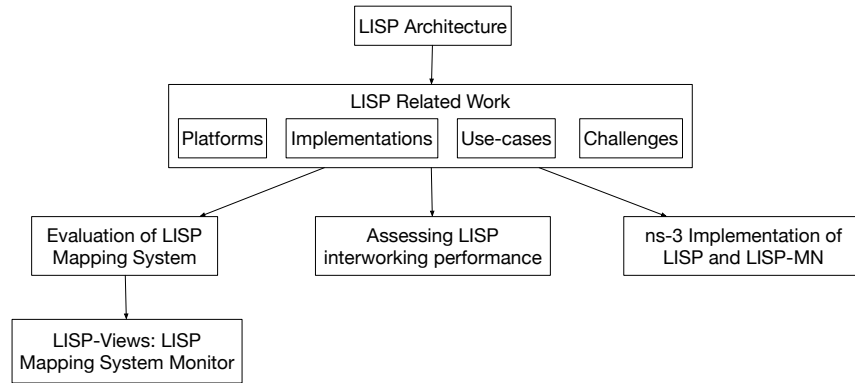 LISP Architecture
LISP Related Work
Platforms
Implementations
Use-cases
Challenges
Evaluation of LISP
Mapping System
Assessing LISP
interworking performance
ns-3 Implementation of
LISP and LISP-MN
LISP-Views: LISP
Mapping System Monitor